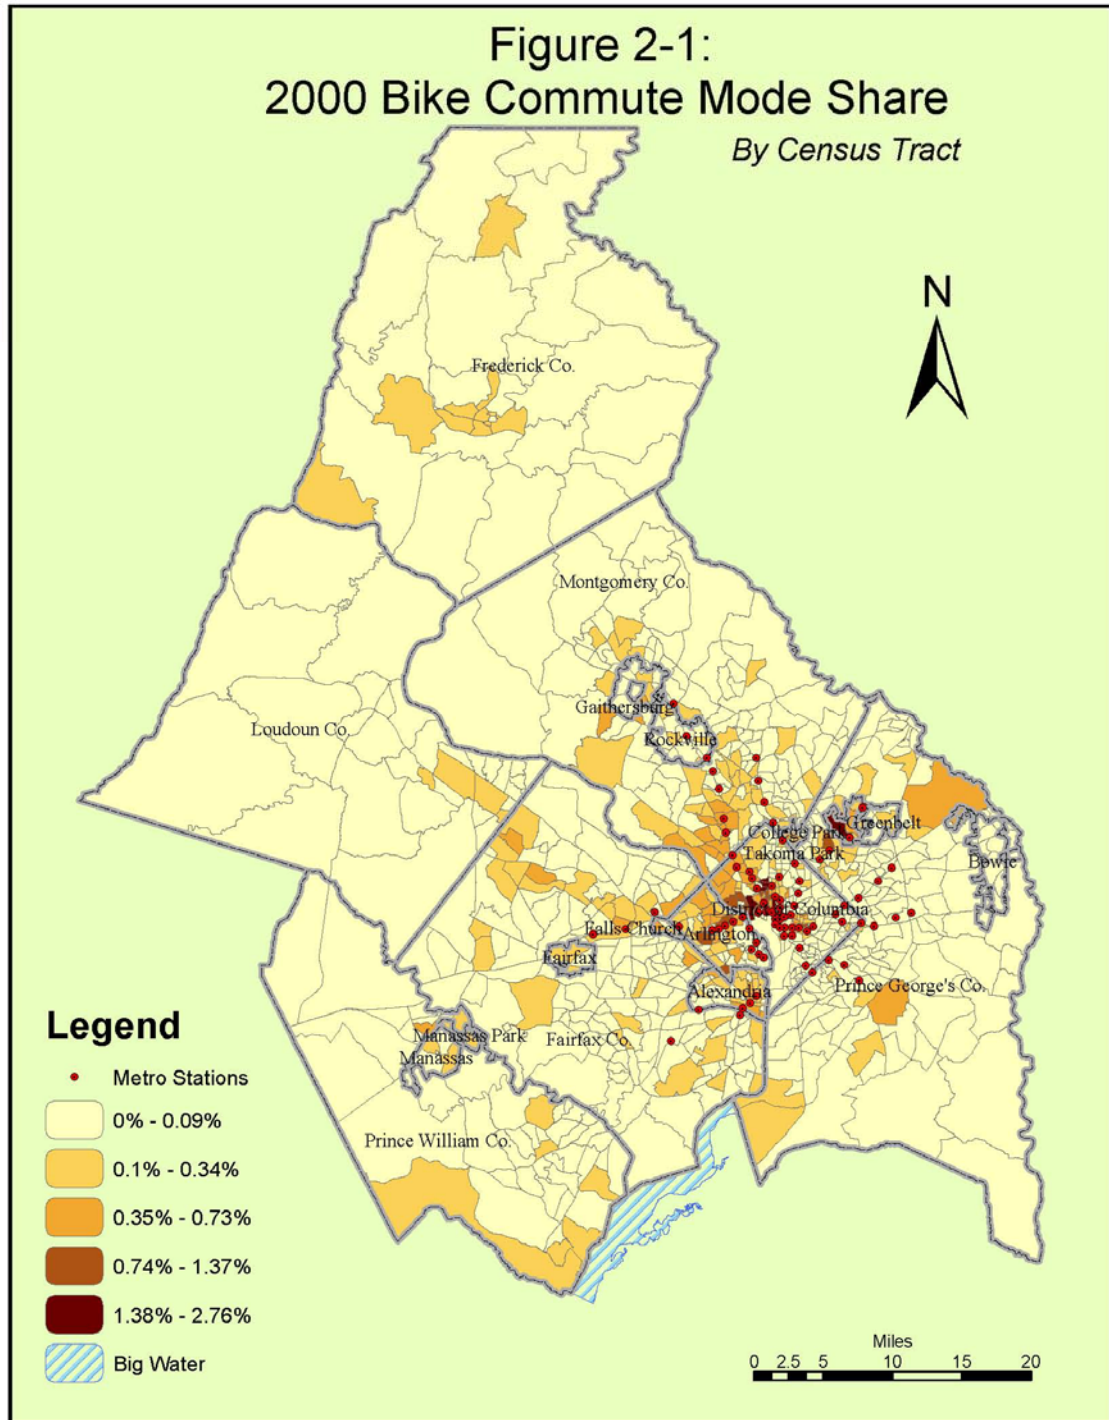 Figure 2-1:
2000 Bike Commute Mode Share
By Census Tract
N
Frederick Co.
Montgomery Co.
Gaithersburg
Loudoun Co.
Rockville
College Park
Greenbelt
Takoma Park
Bowie
District of Columbia
Falls Church
Arlington
Fairfax
Alexandria
Prince George's Co.
Legend
Manassas Park
Fairfax Co.
Manassas
Metro Stations
0% - 0.09%
Prince William Co.
0.1% - 0.34%
0.35% - 0.73%
0.74% - 1.37%
1.38% - 2.76%
Miles
Big Water
0 2.5 5 10 15 20